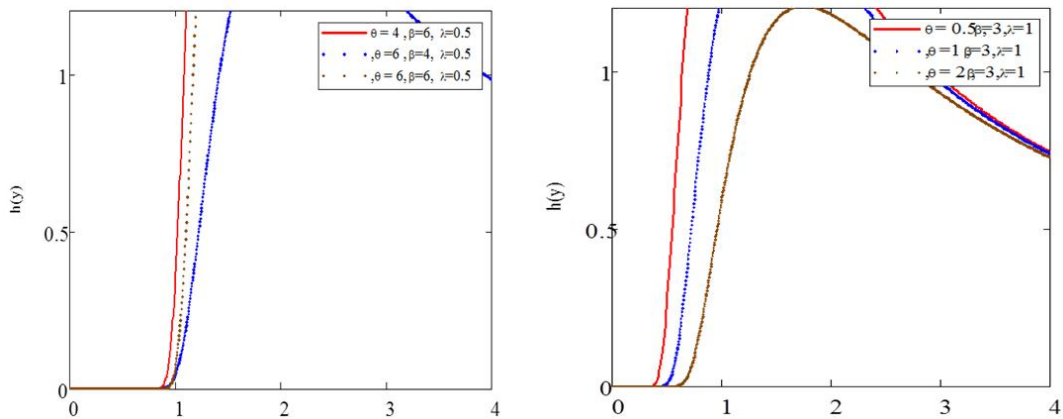 θ = 4 ,β=6, λ=0.5
,θ =6 ,β=4, λ=0.5
,θ = 6,β=6, λ=0.5
1
0.5
0
h(y)
0 1 2 3 4
θ = 0.5β=3,λ=1
,θ =1 β=3,λ=1
,θ = 2β=3,λ=1
1
0.5
0
h(y)
0 1 2 3 4